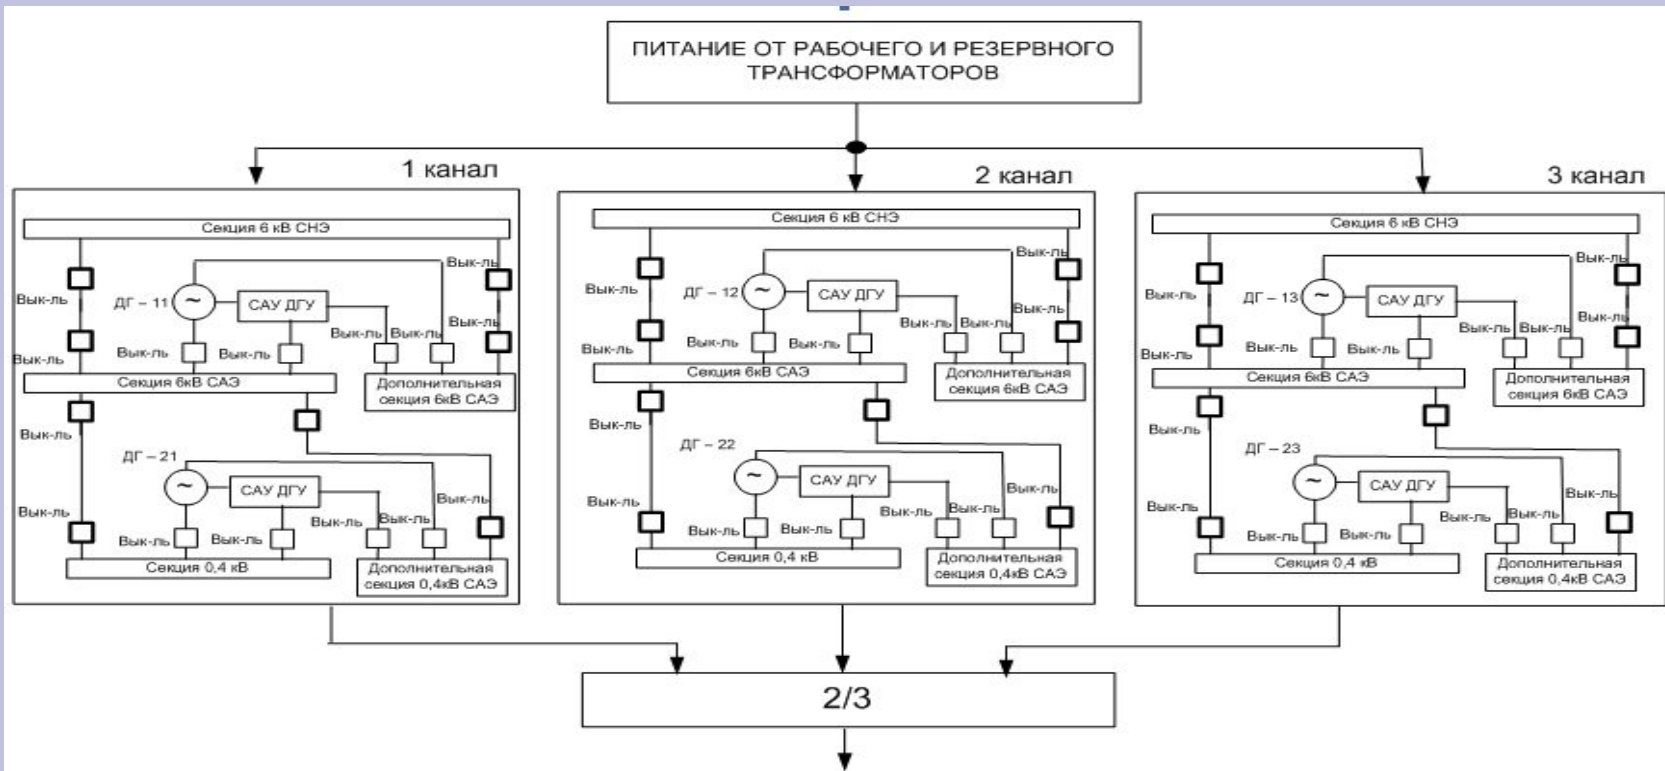 ПИТАНИЕ ОТ РАБОЧЕГО И РЕЗЕРВНОГО
ТРАНСФОРМАТОРОВ
1 канал
Секция 6 кВ СНЭ
Вык-ль
Вык-ль
ДГ – 11
~
САУ ДГУ
Вык-ль
Вык-ль
Вык-ль
Вык-ль
Вык-ль
Вык-ль
Секция 6кВ САЭ
Дополнительная
секция 6кВ САЭ
Вык-ль
ДГ – 21
~
САУ ДГУ
Вык-ль
Вык-ль
Вык-ль
Вык-ль
Вык-ль
Вык-ль
Секция 0,4 кВ
Дополнительная
секция 0,4кВ САЭ
2 канал
Секция 6 кВ СНЭ
Вык-ль
Вык-ль
ДГ – 12
~
САУ ДГУ
Вык-ль
Вык-ль
Вык-ль
Вык-ль
Вык-ль
Вык-ль
Секция 6кВ САЭ
Дополнительная
секция 6кВ САЭ
Вык-ль
ДГ – 22
~
САУ ДГУ
Вык-ль
Вык-ль
Вык-ль
Вык-ль
Вык-ль
Вык-ль
Секция 0,4 кВ
Дополнительная
секция 0,4кВ САЭ
3 канал
Секция 6 кВ СНЭ
Вык-ль
Вык-ль
ДГ – 13
~
САУ ДГУ
Вык-ль
Вык-ль
Вык-ль
Вык-ль
Вык-ль
Вык-ль
Секция 6кВ САЭ
Дополнительная
секция 6кВ САЭ
Вык-ль
ДГ – 23
~
САУ ДГУ
Вык-ль
Вык-ль
Вык-ль
Вык-ль
Вык-ль
Вык-ль
Секция 0,4 кВ
Дополнительная
секция 0,4кВ САЭ
2/3